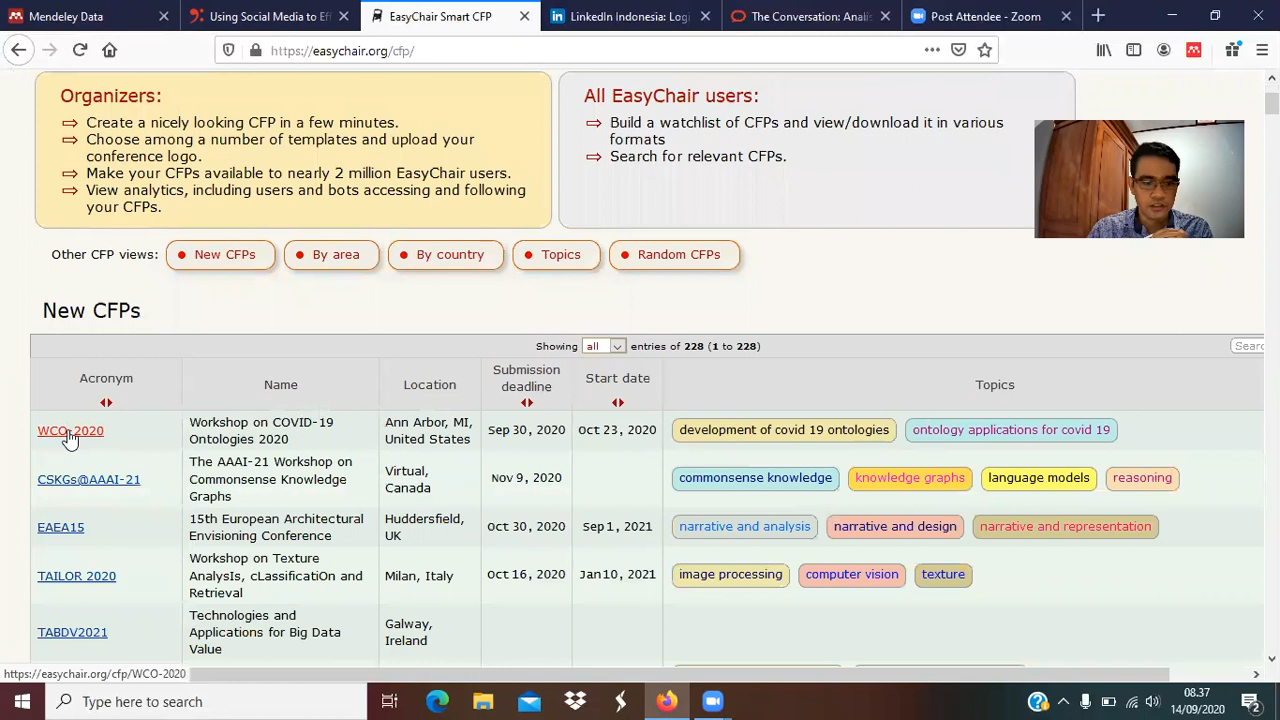 Mendeley Data
Using Social Media to Ef
EasyChair Smart CFP
LinkedIn Indonesia: Log
The Conversation: Analis
Post Attendee - Zoom
https://easychair.org/cfp/
Organizers:
Create a nicely looking CFP in a few minutes.
Choose among a number of templates and upload your
conference logo.
Make your CFPs available to nearly 2 million EasyChair users.
View analytics, including users and bots accessing and following
your CFPs.
All EasyChair users:
Build a watchlist of CFPs and view/download it in various
formats
Search for relevant CFPs.
Other CFP views: New CFPs By area By country Topics Random CFPs
New CFPs
Showing all entries of 228 (1 to 228)
Searc
Acronym Name Location Submission deadline Start date Topics
WCO-2020
Workshop on COVID-19
Ontologies 2020
Ann Arbor, MI,
United States
Sep 30, 2020 Oct 23, 2020 development of covid 19 ontologies ontology applications for covid 19
CSKGs@AAAI-21
The AAAI-21 Workshop on
Commonsense Knowledge
Graphs
Virtual,
Canada
Nov 9, 2020 commonsense knowledge knowledge graphs language models reasoning
EAEA15
15th European Architectural
Envisioning Conference
Huddersfield,
UK
Oct 30, 2020 Sep 1, 2021 narrative and analysis narrative and design narrative and representation
TAILOR 2020
Workshop on Texture
AnalysIs, cLassificatiOn and
Retrieval
Milan, Italy
Oct 16, 2020 Jan 10, 2021 image processing computer vision texture
TABDV2021
Technologies and
Applications for Big Data
Value
Galway,
Ireland
https://easychair.org/cfp/WCO-2020
Type here to search
08.37
14/09/2020
2